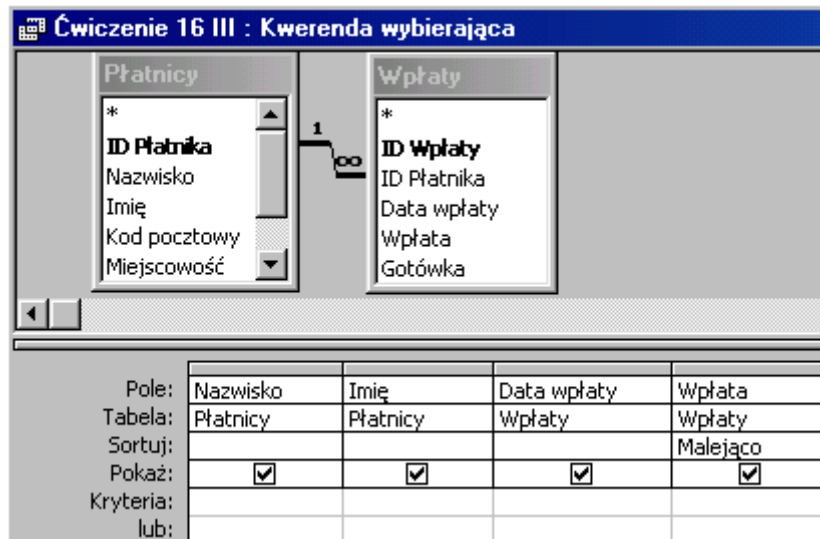 Ćwiczenie 16 III : Kwerenda wybierająca
Płatnicy
*
ID Płatnika
Nazwisko
Imię
Kod pocztowy
Miejscowość
1
∞
Wpłaty
*
ID Wpłaty
ID Płatnika
Data wpłaty
Wpłata
Gotówka
Pole: Nazwisko Imię Data wpłaty Wpłata
Tabela: Płatnicy Płatnicy Wpłaty Wpłaty
Sortuj: Malejąco
Pokaż:
Kryteria:
lub: